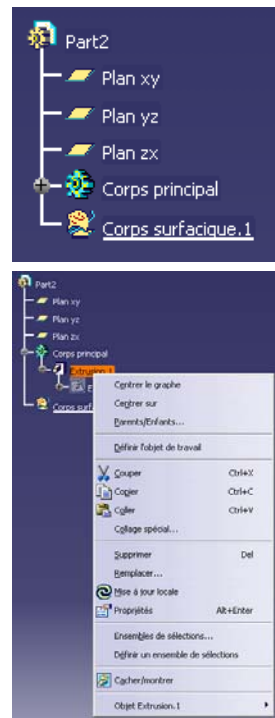 Part2
Plan xy
Plan yz
Plan zx
Corps principal
Corps surfacique.1
Part2
Plan xy
Plan yz
Plan zx
Corps principal
Extrusion.1
Corps surf
Centrer le graphe
Centrer sur
Parents/Enfants...
Définir l'objet de travail
Couper Ctrl+X
Copier Ctrl+C
Coller Ctrl+V
Collage spécial...
Supprimer Del
Remplacer...
Mise à jour locale
Propriétés Alt+Enter
Ensembles de sélections...
Définir un ensemble de sélections
Cacher/montrer
Objet Extrusion.1